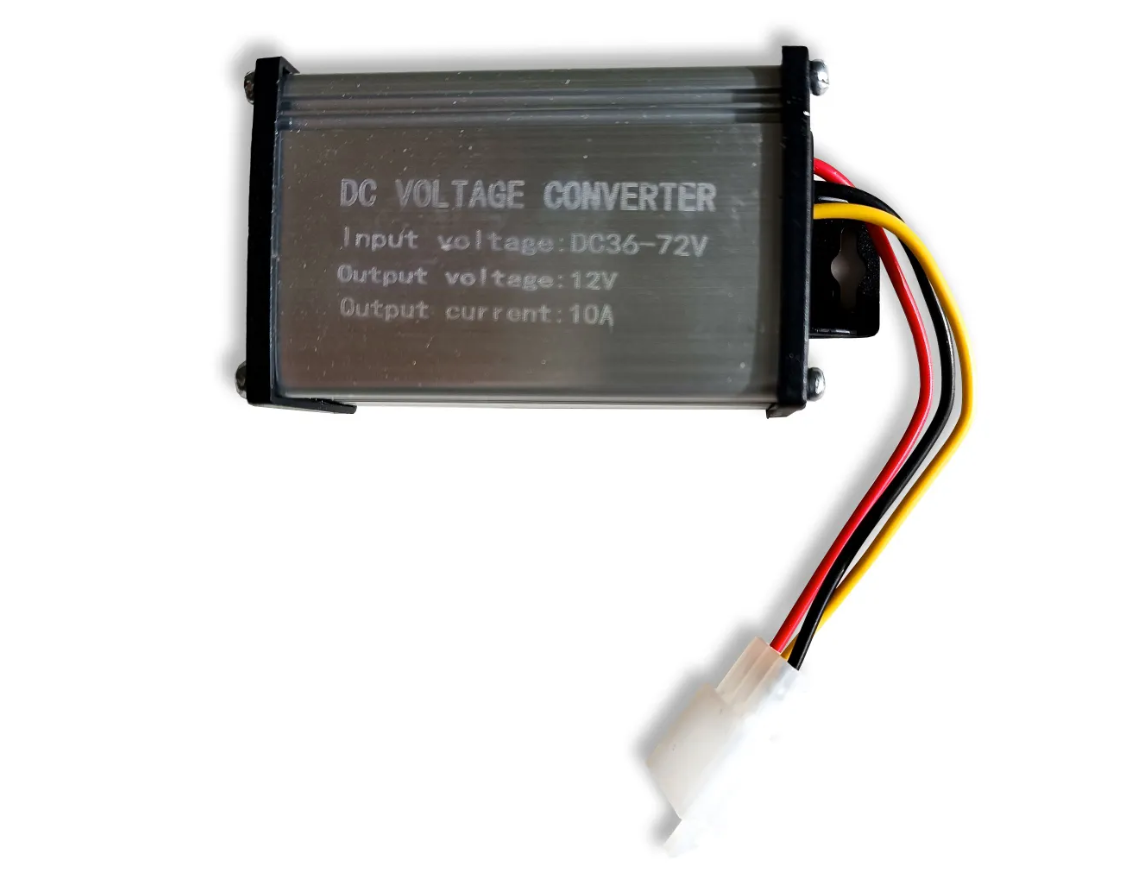 DC VOLTAGE CONVERTER
Input voltage:DC36-72V
Output voltage:12V
Output current:10A